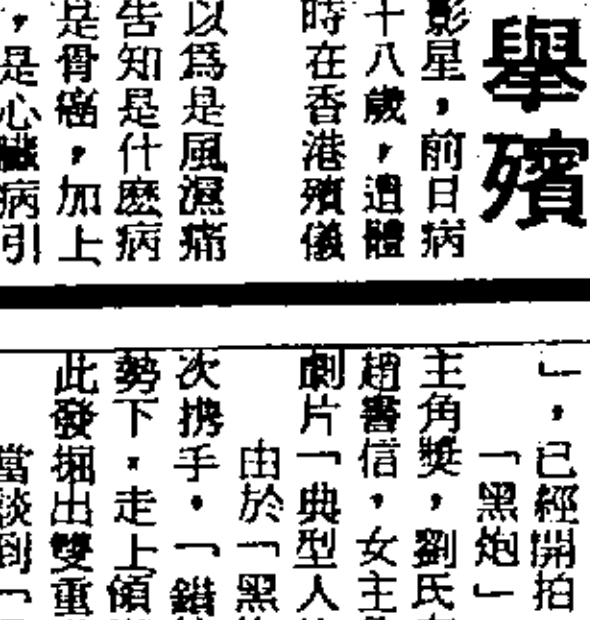 舉殯
影星，前日病
十八歲，遺體
時在香港殯儀
以爲是風濕痛
告知是什麽病
是骨癌，加上
，是心臟病引
」，已經開拍
「黑炮」
主角獎，劉氏
趙書信，女主
劇片「典型人
由於「黑
次携手。「錯
勢下，走上傾
此發掘出雙重
當談到「